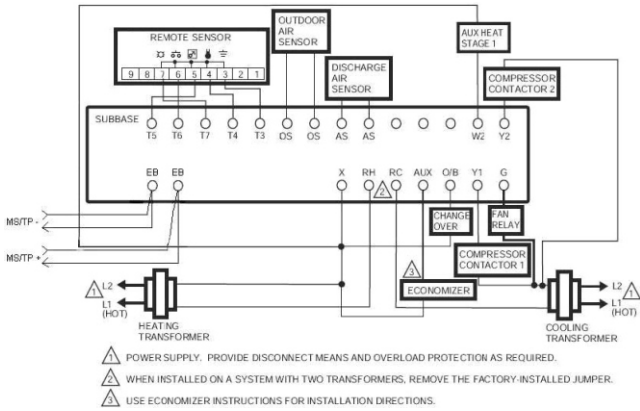 REMOTE SENSOR
9 8 7 6 5 4 3 2 1
OUTDOOR
AIR
SENSOR
DISCHARGE
AIR
SENSOR
AUX HEAT
STAGE 1
COMPRESSOR
CONTACTOR 2
SUBBASE
T5 T6 T7 T4 T3 OS OS AS AS W2 Y2
EB EB X RH RC AUX O/B Y1 G
2
MS/TP -
MS/TP +
CHANGE
OVER
FAN
RELAY
COMPRESSOR
CONTACTOR 1
3
ECONOMIZER
1 L2
L1
(HOT)
HEATING
TRANSFORMER
L2 1
L1
(HOT)
COOLING
TRANSFORMER
1 POWER SUPPLY. PROVIDE DISCONNECT MEANS AND OVERLOAD PROTECTION AS REQUIRED.
2 WHEN INSTALLED ON A SYSTEM WITH TWO TRANSFORMERS, REMOVE THE FACTORY-INSTALLED JUMPER.
3 USE ECONOMIZER INSTRUCTIONS FOR INSTALLATION DIRECTIONS.